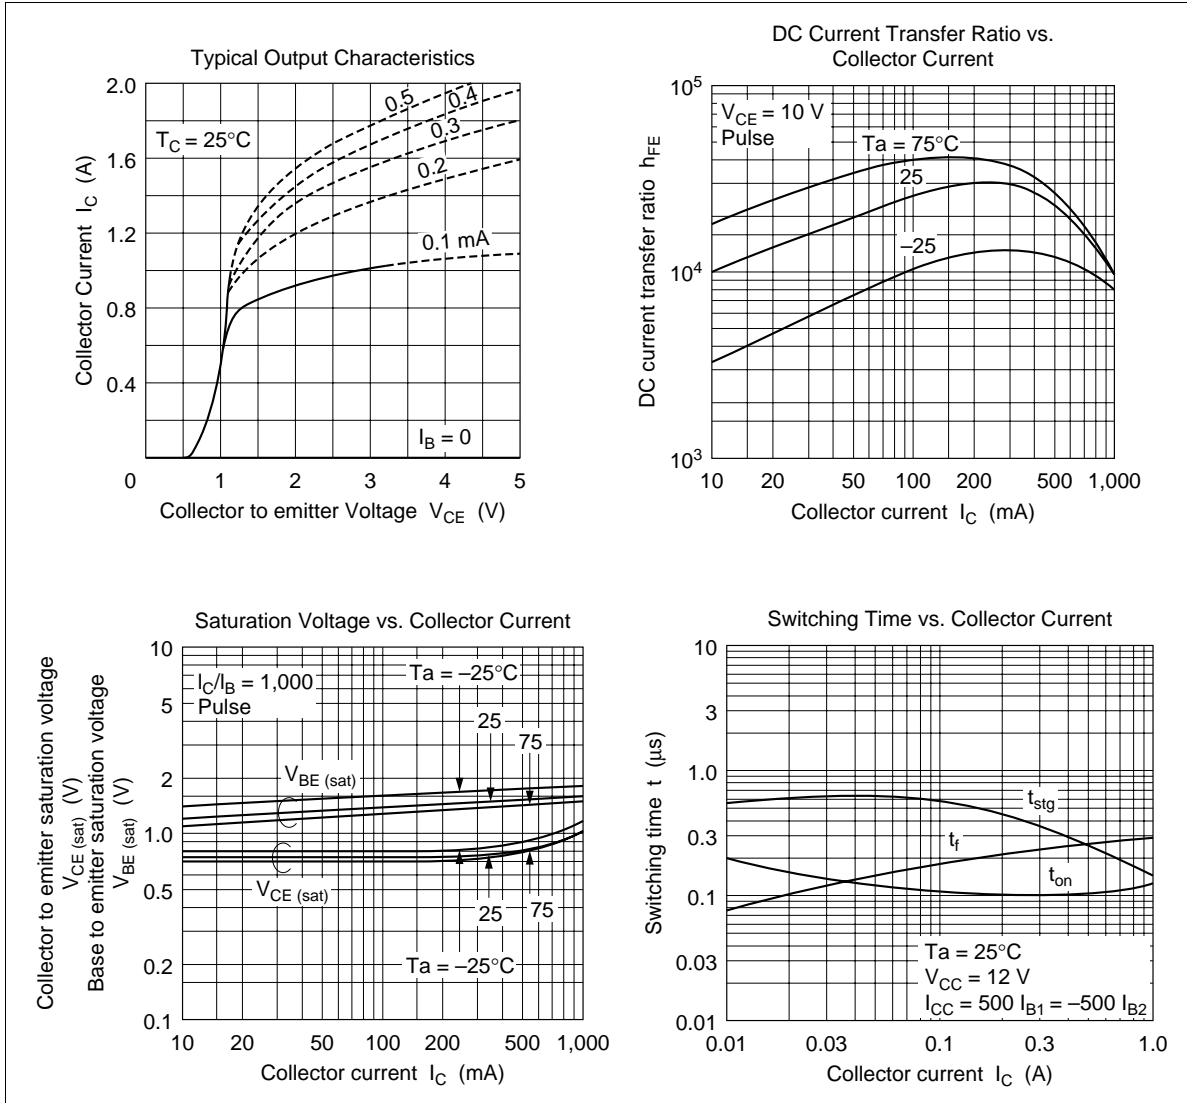 Typical Output Characteristics
2.0
1.6
1.2
0.8
0.4
0
1
2
3
4
5
T_C = 25°C
0.5
0.4
0.3
0.2
0.1 mA
I_B = 0
Collector Current I_C (A)
Collector to emitter Voltage V_CE (V)
DC Current Transfer Ratio vs.
Collector Current
10^5
10^4
10^3
10
20
50
100
200
500
1,000
V_CE = 10 V
Pulse
Ta = 75°C
25
–25
DC current transfer ratio h_FE
Collector current I_C (mA)
Saturation Voltage vs. Collector Current
10
5
2
1.0
0.5
0.2
0.1
10
20
50
100
200
500
1,000
I_C/I_B = 1,000
Pulse
Ta = –25°C
25
75
V_BE (sat)
V_CE (sat)
25
75
Ta = –25°C
Collector to emitter saturation voltage
V_CE (sat) (V)
Base to emitter saturation voltage
V_BE (sat) (V)
Collector current I_C (mA)
Switching Time vs. Collector Current
10
3
1.0
0.3
0.1
0.03
0.01
0.01
0.03
0.1
0.3
1.0
t_stg
t_f
t_on
Ta = 25°C
V_CC = 12 V
I_CC = 500 I_B1 = –500 I_B2
Switching time t (μs)
Collector current I_C (A)